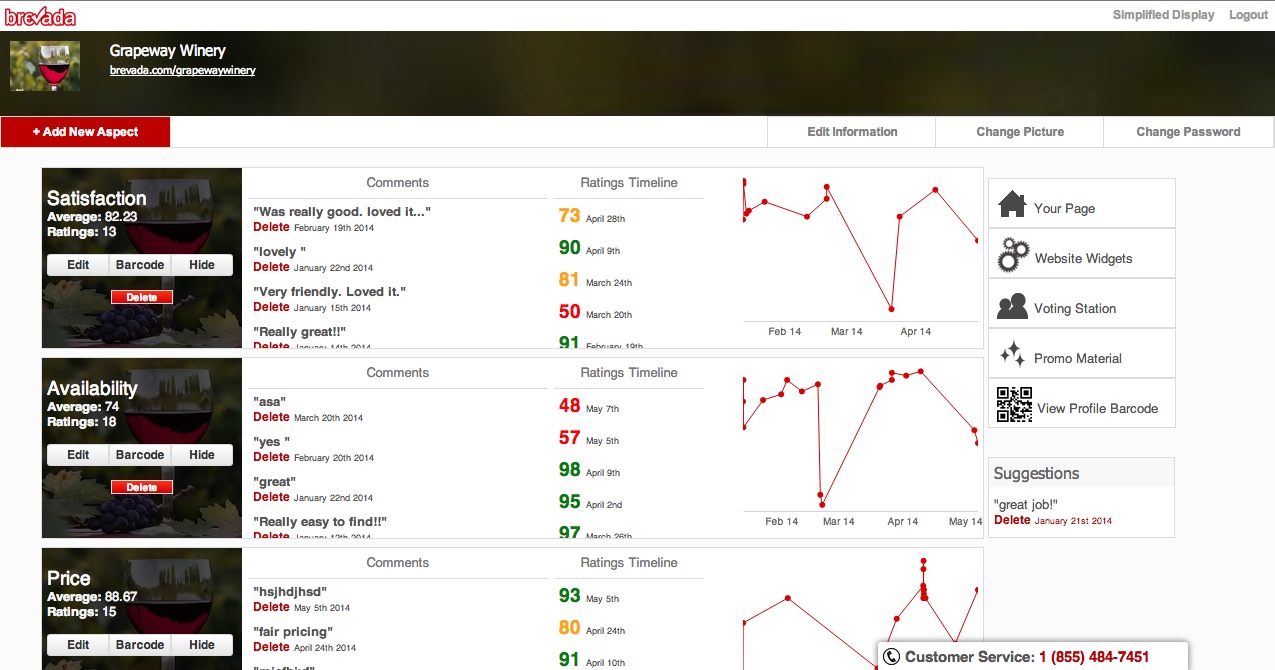 brevada
Simplified Display
Logout
Grapeway Winery
brevada.com/grapewaywinery
+ Add New Aspect
Edit Information
Change Picture
Change Password
Satisfaction
Average: 82.23
Ratings: 13
Edit
Barcode
Hide
Delete
Comments
"Was really good. loved it..."
Delete February 19th 2014
"lovely "
Delete January 22nd 2014
"Very friendly. Loved it."
Delete January 15th 2014
"Really great!!"
Delete January 14th 2014
Ratings Timeline
73 April 28th
90 April 9th
81 March 24th
50 March 20th
91 February 19th
Feb 14
Mar 14
Apr 14
Availability
Average: 74
Ratings: 18
Edit
Barcode
Hide
Delete
Comments
"asa"
Delete March 20th 2014
"yes "
Delete February 20th 2014
"great"
Delete January 22nd 2014
"Really easy to find!!"
Delete January 12th 2014
Ratings Timeline
48 May 7th
57 May 5th
98 April 9th
95 April 2nd
97 March 26th
Feb 14
Mar 14
Apr 14
May 14
Price
Average: 88.67
Ratings: 15
Edit
Barcode
Hide
Comments
"hsjhdjhsd"
Delete May 5th 2014
"fair pricing"
Delete April 24th 2014
Ratings Timeline
93 May 5th
80 April 24th
91 April 10th
Your Page
Website Widgets
Voting Station
Promo Material
View Profile Barcode
Suggestions
"great job!"
Delete January 21st 2014
Customer Service: 1 (855) 484-7451